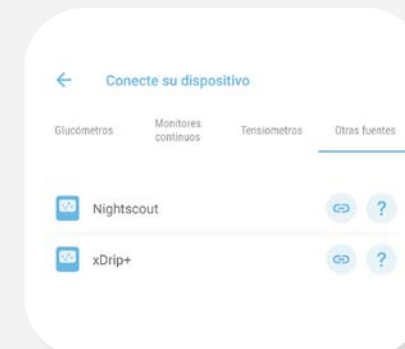 Conecte su dispositivo
Glucómetros
Monitores
continuos
Tensiometros
Otras fuentes
Nightscout
?
xDrip+
?